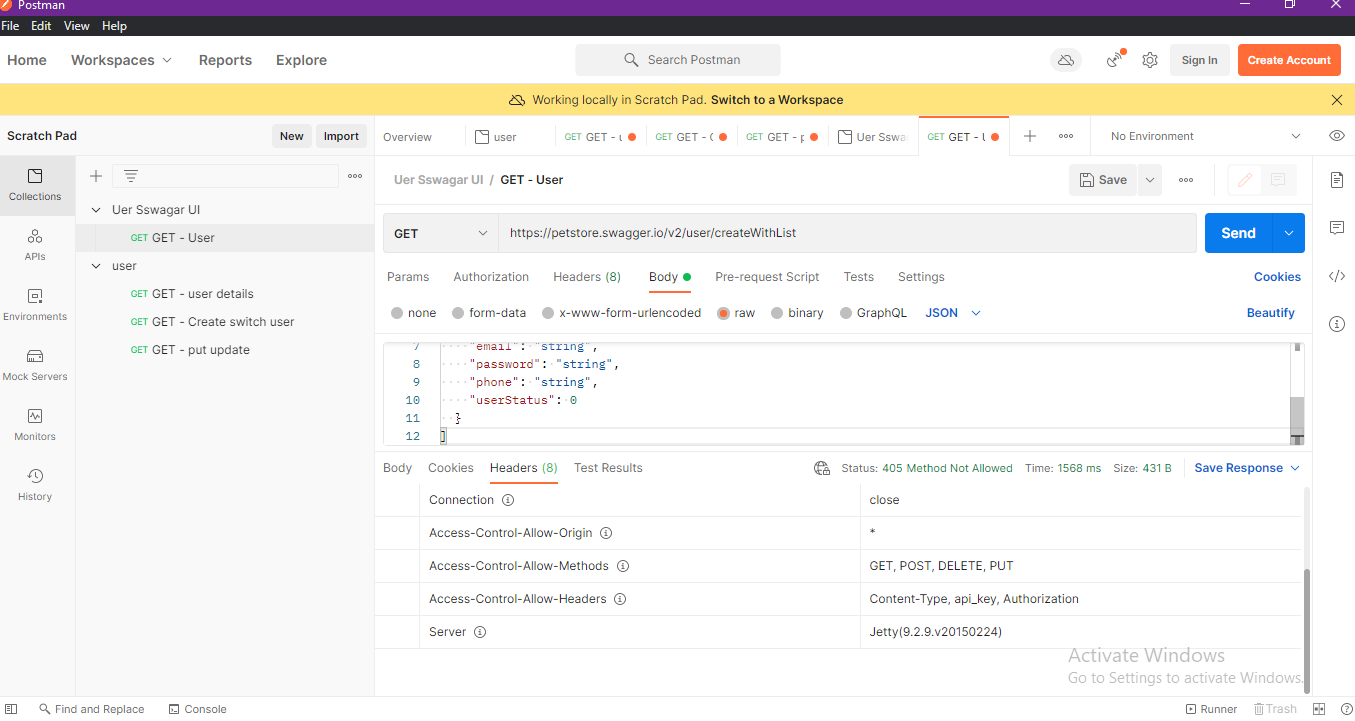 Postman
File Edit View Help
Home Workspaces Reports Explore Search Postman Sign In Create Account
Working locally in Scratch Pad. Switch to a Workspace
Scratch Pad New Import
Overview user GET GET - GET GET - GET GET - Uer Sswa GET GET - No Environment
Collections
APIs
Environments
Mock Servers
Monitors
History
Uer Sswagar UI
GET GET - User
user
GET GET - user details
GET GET - Create switch user
GET GET - put update
Uer Sswagar UI / GET - User Save
GET https://petstore.swagger.io/v2/user/createWithList Send
Params Authorization Headers (8) Body Pre-request Script Tests Settings Cookies
none form-data x-www-form-urlencoded raw binary GraphQL JSON Beautify
7 "email": "string",
8 "password": "string",
9 "phone": "string",
10 "userStatus": 0
11 }
12 ]
Body Cookies Headers (8) Test Results Status: 405 Method Not Allowed Time: 1568 ms Size: 431 B Save Response
Connection close
Access-Control-Allow-Origin *
Access-Control-Allow-Methods GET, POST, DELETE, PUT
Access-Control-Allow-Headers Content-Type, api_key, Authorization
Server Jetty(9.2.9.v20150224)
Activate Windows
Go to Settings to activate Windows.
Find and Replace Console Runner Trash